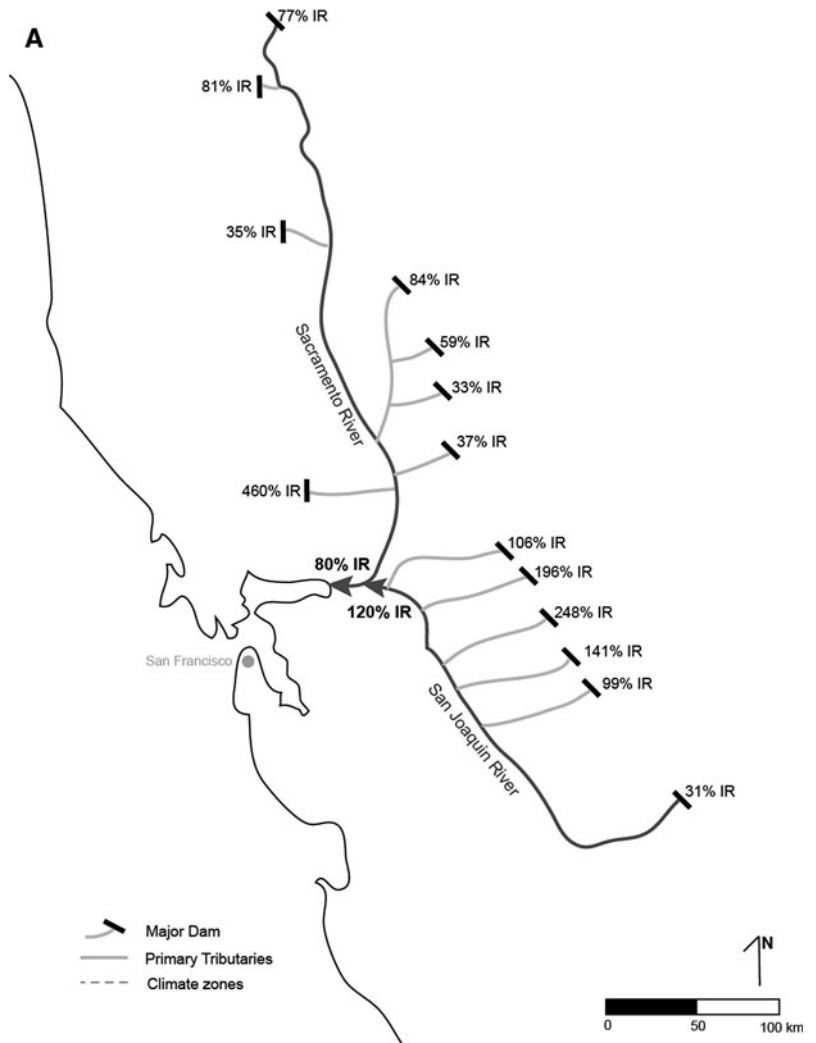 A
77% IR
81% IR
35% IR
84% IR
59% IR
33% IR
Sacramento River
37% IR
460% IR
106% IR
80% IR
196% IR
120% IR
248% IR
San Francisco
141% IR
99% IR
San Joaquin River
31% IR
Major Dam
Primary Tributaries
Climate zones
N
0 50 100 km